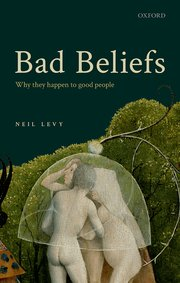 OXFORD
Bad Beliefs
Why they happen to good people
NEIL LEVY